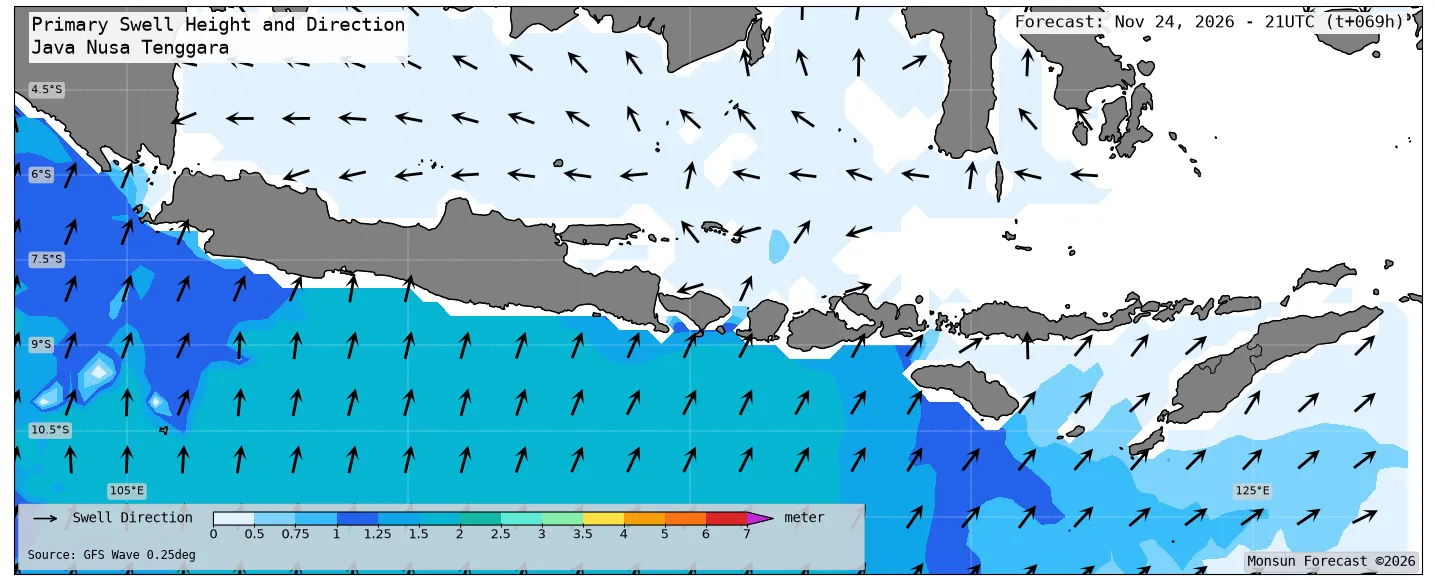 Primary Swell Height and Direction
Java Nusa Tenggara
Forecast: Nov 24, 2026 - 21UTC (t+069h)
4.5°S
6°S
7.5°S
9°S
10.5°S
105°E
125°E
Swell Direction
0 0.5 0.75 1 1.25 1.5 2 2.5 3 3.5 4 5 6 7
meter
Source: GFS Wave 0.25deg
Monsun Forecast ©2026